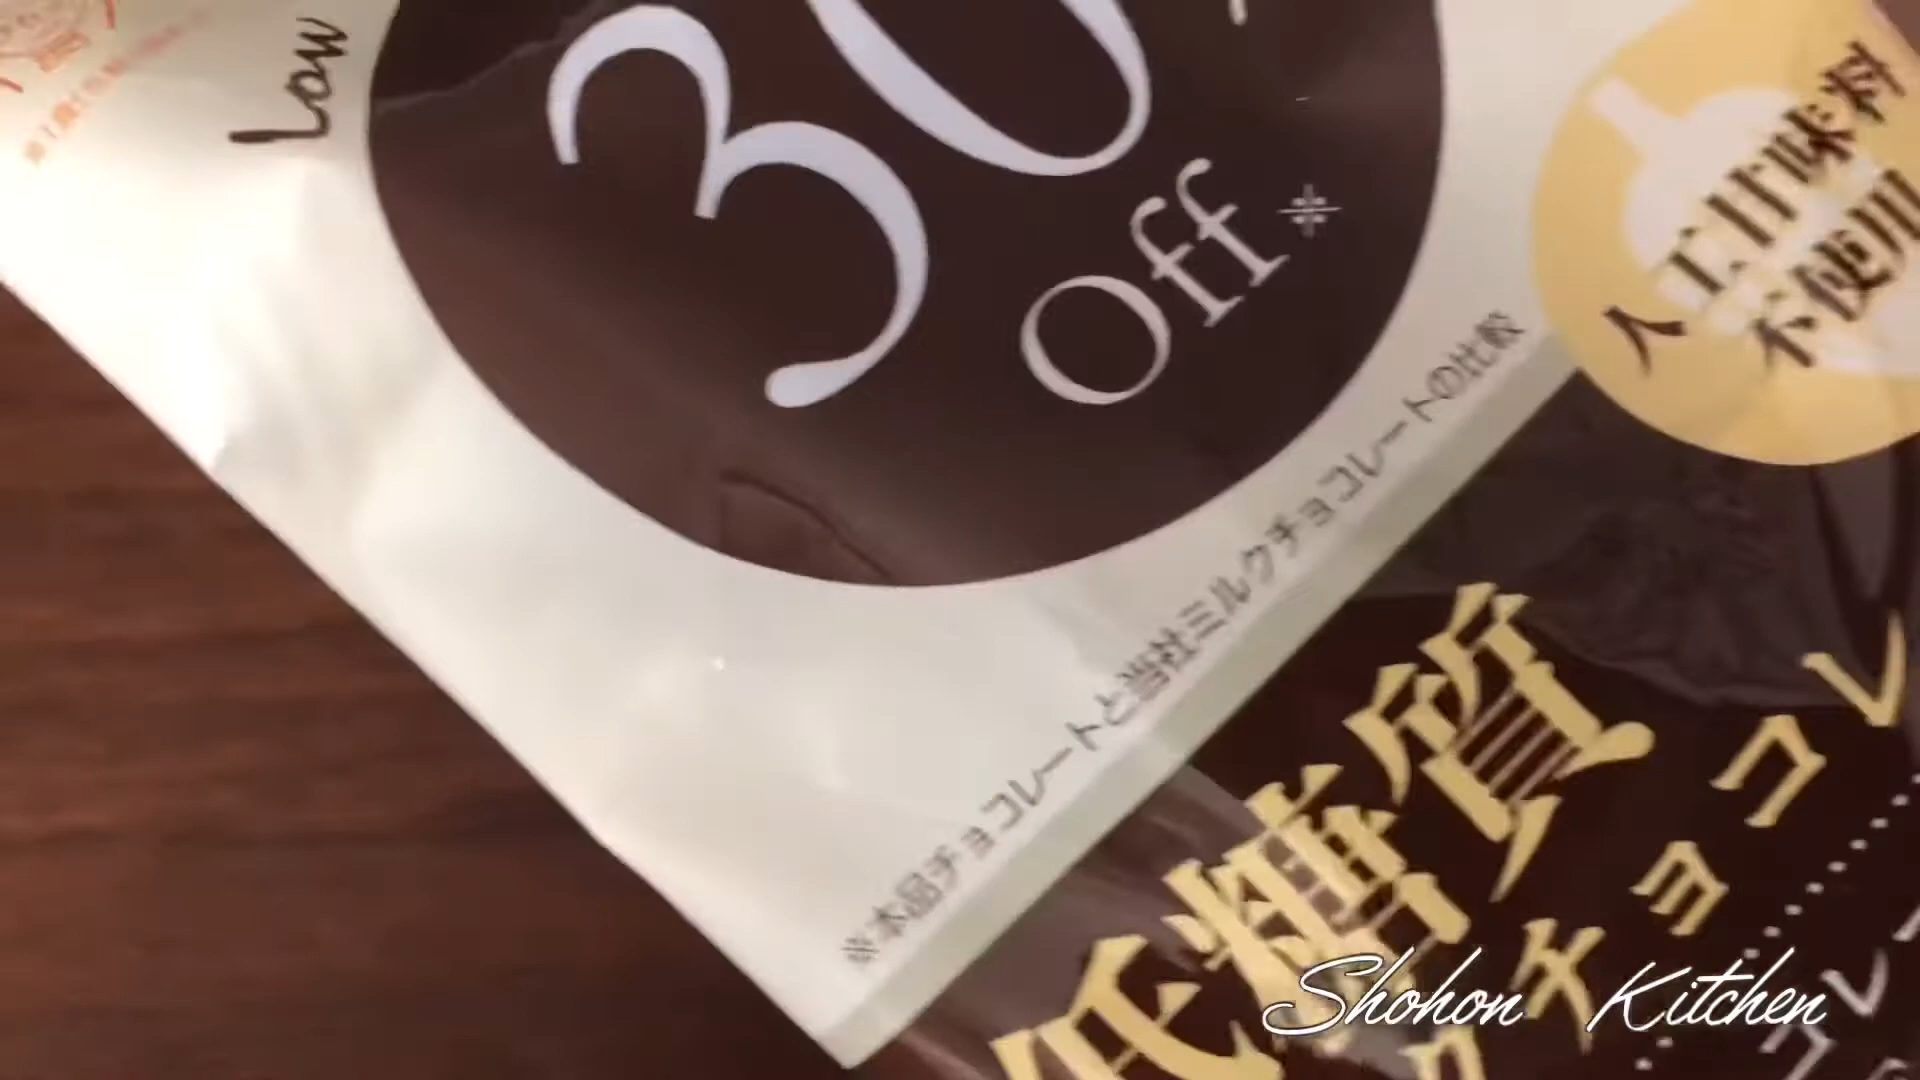 Low
30
Off※
※本品チョコレートと当社ミルクチョコレートの比較
人工甘味料
不使用
低糖質
チョコレ
Shohon Kitchen